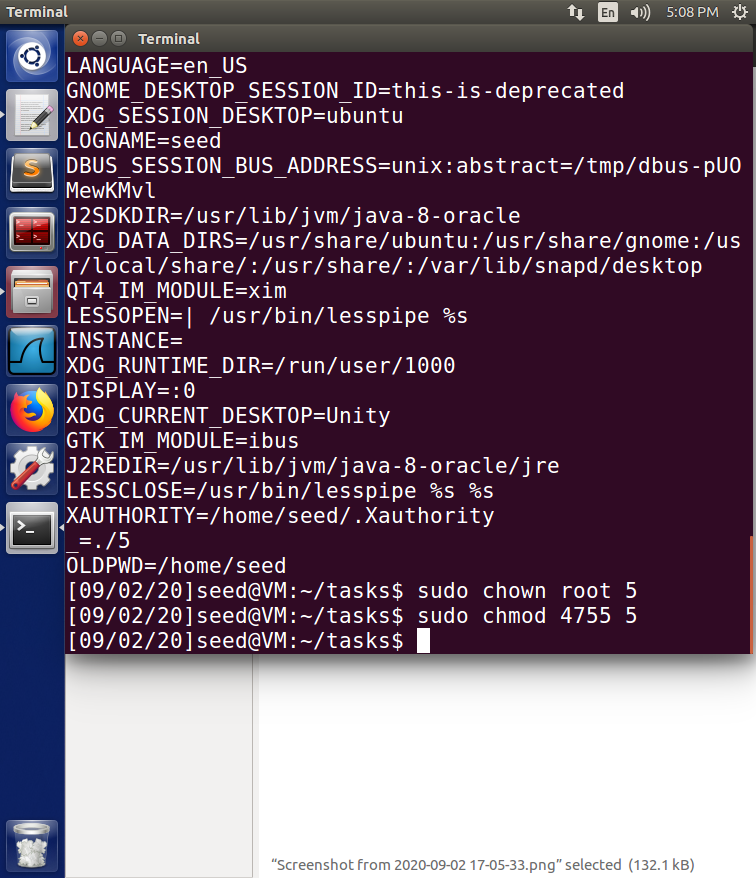 Terminal
En
5:08 PM
Terminal
LANGUAGE=en_US
GNOME_DESKTOP_SESSION_ID=this-is-deprecated
XDG_SESSION_DESKTOP=ubuntu
LOGNAME=seed
DBUS_SESSION_BUS_ADDRESS=unix:abstract=/tmp/dbus-pUO
MewKMvl
J2SDKDIR=/usr/lib/jvm/java-8-oracle
XDG_DATA_DIRS=/usr/share/ubuntu:/usr/share/gnome:/us
r/local/share/:/usr/share/:/var/lib/snapd/desktop
QT4_IM_MODULE=xim
LESSOPEN=| /usr/bin/lesspipe %s
INSTANCE=
XDG_RUNTIME_DIR=/run/user/1000
DISPLAY=:0
XDG_CURRENT_DESKTOP=Unity
GTK_IM_MODULE=ibus
J2REDIR=/usr/lib/jvm/java-8-oracle/jre
LESSCLOSE=/usr/bin/lesspipe %s %s
XAUTHORITY=/home/seed/.Xauthority
_=./5
OLDPWD=/home/seed
[09/02/20]seed@VM:~/tasks$ sudo chown root 5
[09/02/20]seed@VM:~/tasks$ sudo chmod 4755 5
[09/02/20]seed@VM:~/tasks$
“Screenshot from 2020-09-02 17-05-33.png” selected (132.1 kB)